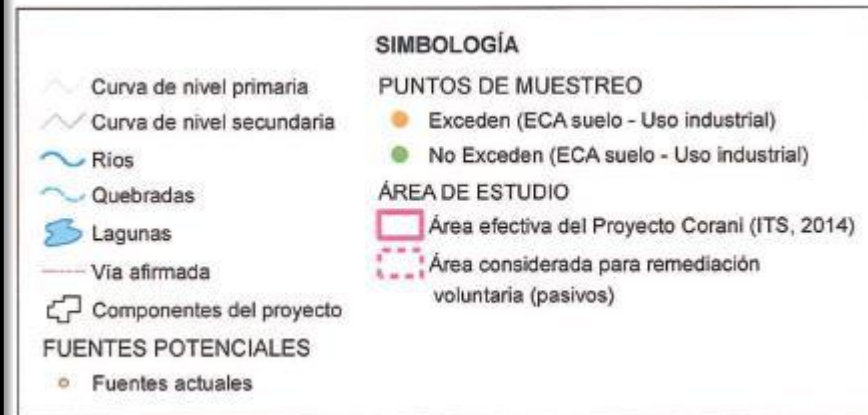 SIMBOLOGÍA
Curva de nivel primaria
Curva de nivel secundaria
Rios
Quebradas
Lagunas
Via afirmada
Componentes del proyecto
FUENTES POTENCIALES
Fuentes actuales
PUNTOS DE MUESTREO
Exceden (ECA suelo - Uso industrial)
No Exceden (ECA suelo - Uso industrial)
ÁREA DE ESTUDIO
Área efectiva del Proyecto Corani (ITS, 2014)
Área considerada para remediación
voluntaria (pasivos)